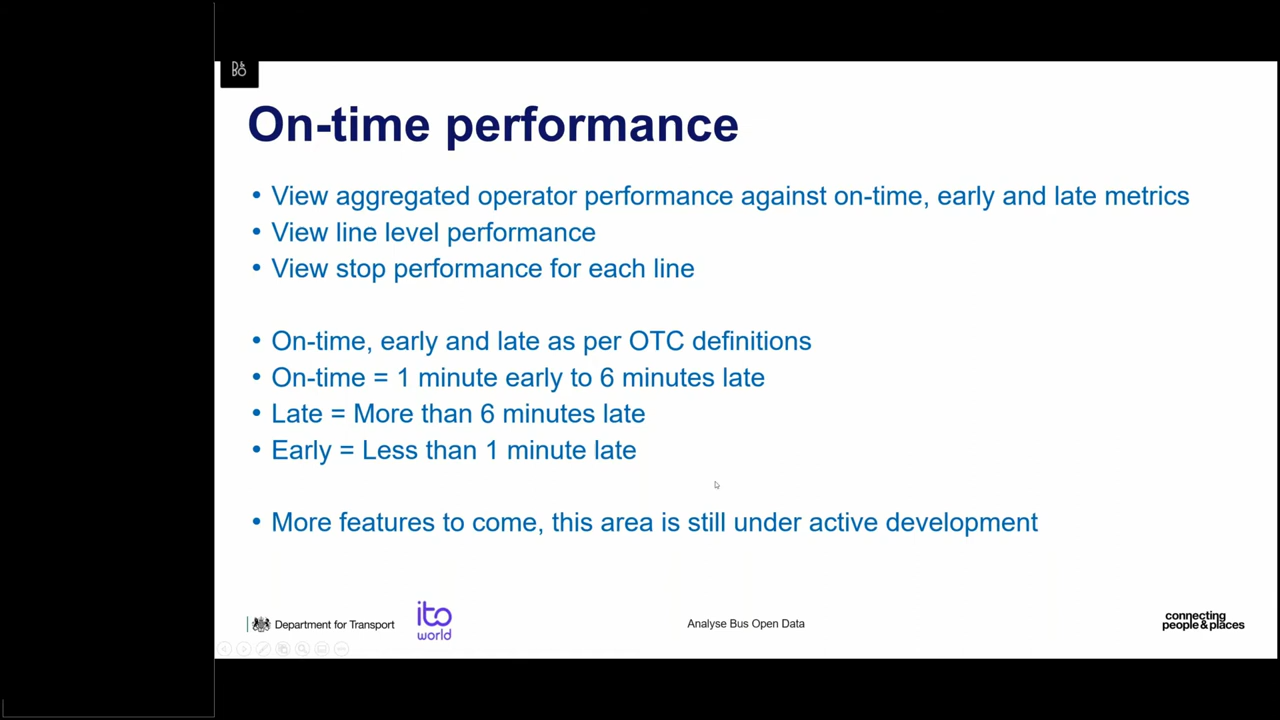 B&O
On-time performance
• View aggregated operator performance against on-time, early and late metrics
• View line level performance
• View stop performance for each line
• On-time, early and late as per OTC definitions
• On-time = 1 minute early to 6 minutes late
• Late = More than 6 minutes late
• Early = Less than 1 minute late
• More features to come, this area is still under active development
Department for Transport
ito
world
Analyse Bus Open Data
connecting
people&places